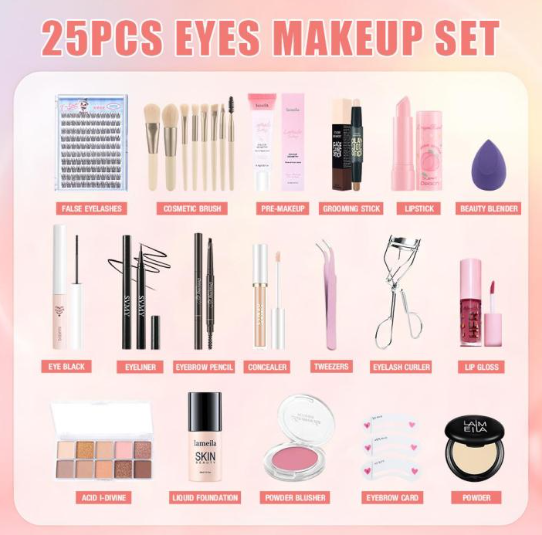 25PCS EYES MAKEUP SET
FALSE EYELASHES
COSMETIC BRUSH
PRE-MAKEUP
GROOMING STICK
LIPSTICK
BEAUTY BLENDER
EYE BLACK
EYELINER
EYEBROW PENCIL
CONCEALER
TWEEZERS
EYELASH CURLER
LIP GLOSS
lameila
SKIN
BEAUTY
LAIM
EILA
ACID I-DIVINE
LIQUID FOUNDATION
POWDER BLUSHER
EYEBROW CARD
POWDER